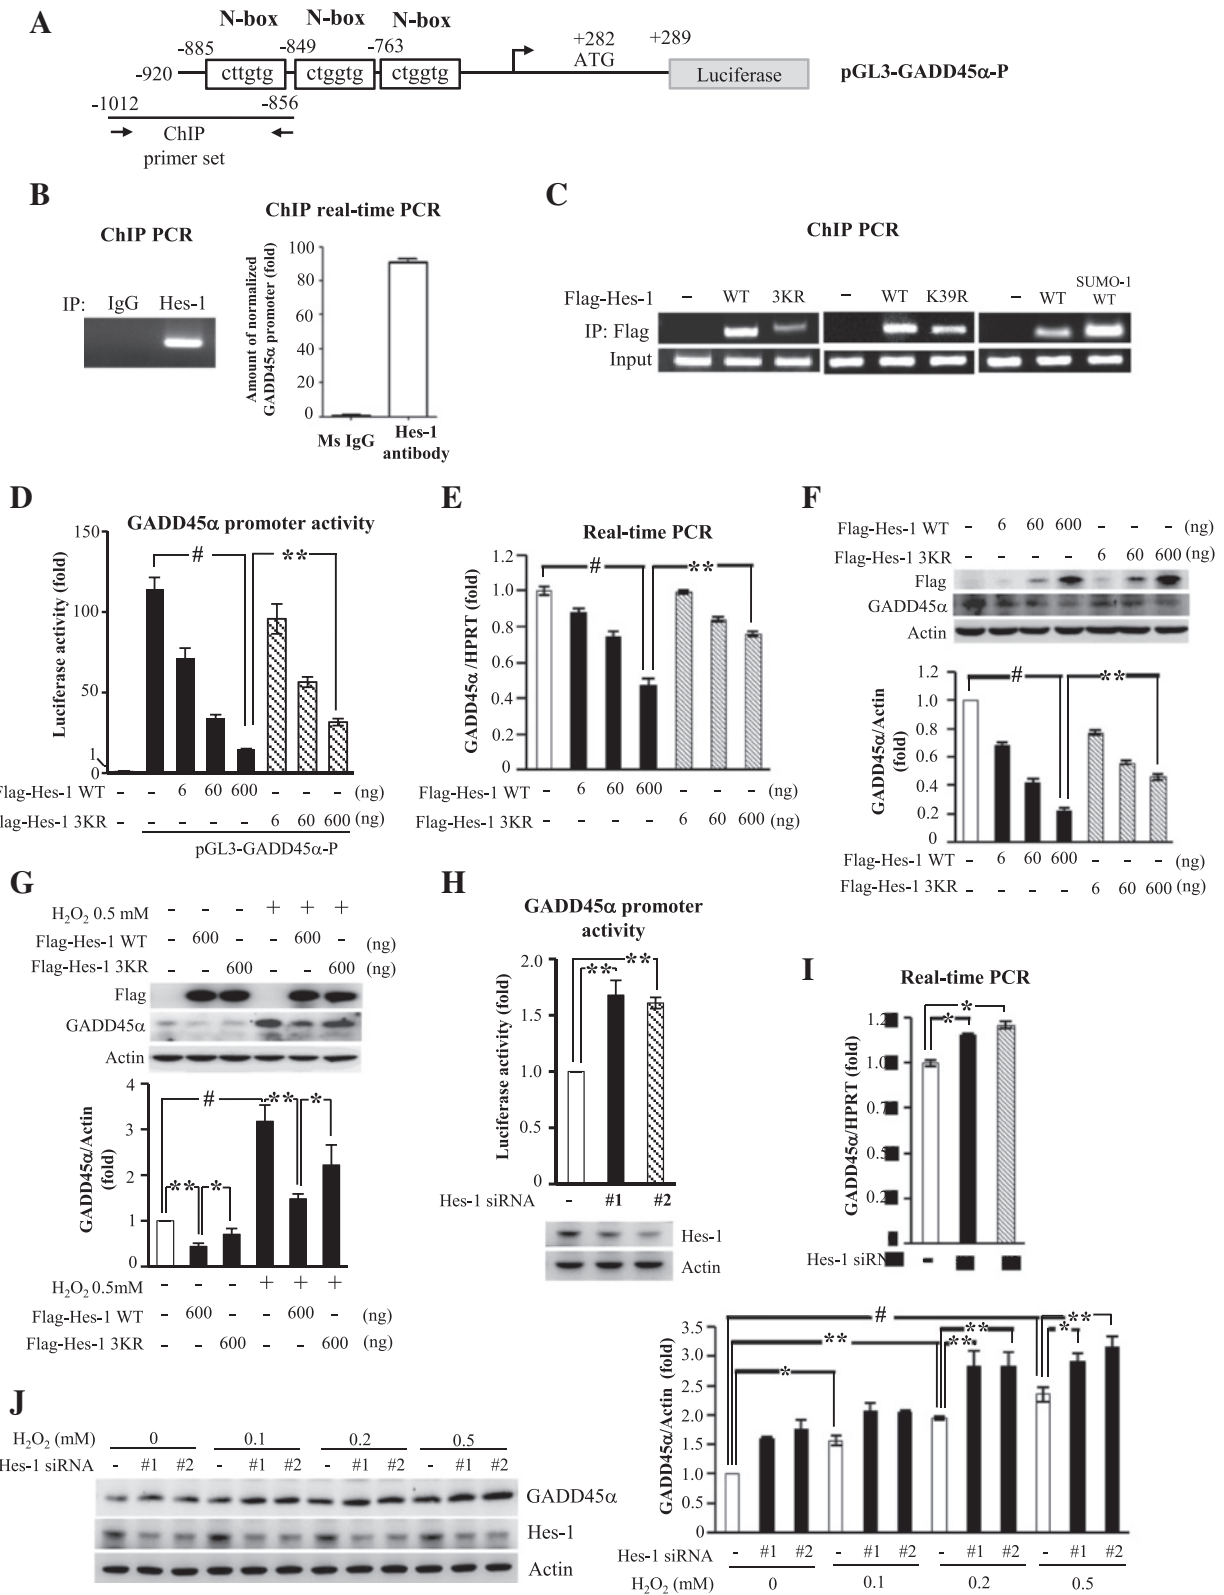 A
N-box N-box N-box
-885 -849 -763 +282 +289
ATG
-920 cttgtg ctggtg ctggtg Luciferase pGL3-GADD45α-P
-1012 -856
ChIP
primer set
B
ChIP PCR
IP: IgG Hes-1
ChIP real-time PCR
Amount of normalized
GADD45α promoter (fold)
100
80
60
40
20
0
Ms IgG Hes-1
antibody
C
ChIP PCR
Flag-Hes-1 – WT 3KR – WT K39R – WT SUMO-1
WT
IP: Flag
Input
D
GADD45α promoter activity
Luciferase activity (fold)
150
100
50
1
0
Flag-Hes-1 WT – – 6 60 600 – – – (ng)
Flag-Hes-1 3KR – – – – – 6 60 600 (ng)
pGL3-GADD45α-P
E
Real-time PCR
GADD45α/HPRT (fold)
1.2
1.0
0.8
0.6
0.4
0.2
0
# **
Flag-Hes-1 WT – 6 60 600 – – – (ng)
Flag-Hes-1 3KR – – – – 6 60 600 (ng)
F
Flag-Hes-1 WT – 6 60 600 – – – (ng)
Flag-Hes-1 3KR – – – – 6 60 600 (ng)
Flag
GADD45α
Actin
GADD45α/Actin
(fold)
1.2
1.0
0.8
0.6
0.4
0.2
0
# **
Flag-Hes-1 WT – 6 60 600 – – – (ng)
Flag-Hes-1 3KR – – – – 6 60 600 (ng)
G
H₂O₂ 0.5 mM – – – + + +
Flag-Hes-1 WT – 600 – – 600 – (ng)
Flag-Hes-1 3KR – – 600 – – 600 (ng)
Flag
GADD45α
Actin
GADD45α/Actin
(fold)
4
3
2
1
0
# ** *
** *
H₂O₂ 0.5mM – – – + + +
Flag-Hes-1 WT – 600 – – 600 – (ng)
Flag-Hes-1 3KR – – 600 – – 600 (ng)
H
GADD45α promoter
activity
Luciferase activity (fold)
2.0
1.5
1.0
0.5
0
** **
Hes-1 siRNA - #1 #2
Hes-1
Actin
I
Real-time PCR
GADD45α/HPRT (fold)
* *
Hes-1 -
J
H₂O₂ (mM) 0 0.1 0.2 0.5
Hes-1 siRNA - #1 #2 - #1 #2 - #1 #2 - #1 #2
GADD45α
Hes-1
Actin
GADD45α/Actin (fold)
3.5
3.0
2.5
2.0
1.5
1.0
0.5
0
# ** * ** ** * **
Hes-1 siRNA - #1 #2 - #1 #2 - #1 #2 - #1 #2
H₂O₂ (mM) 0 0.1 0.2 0.5